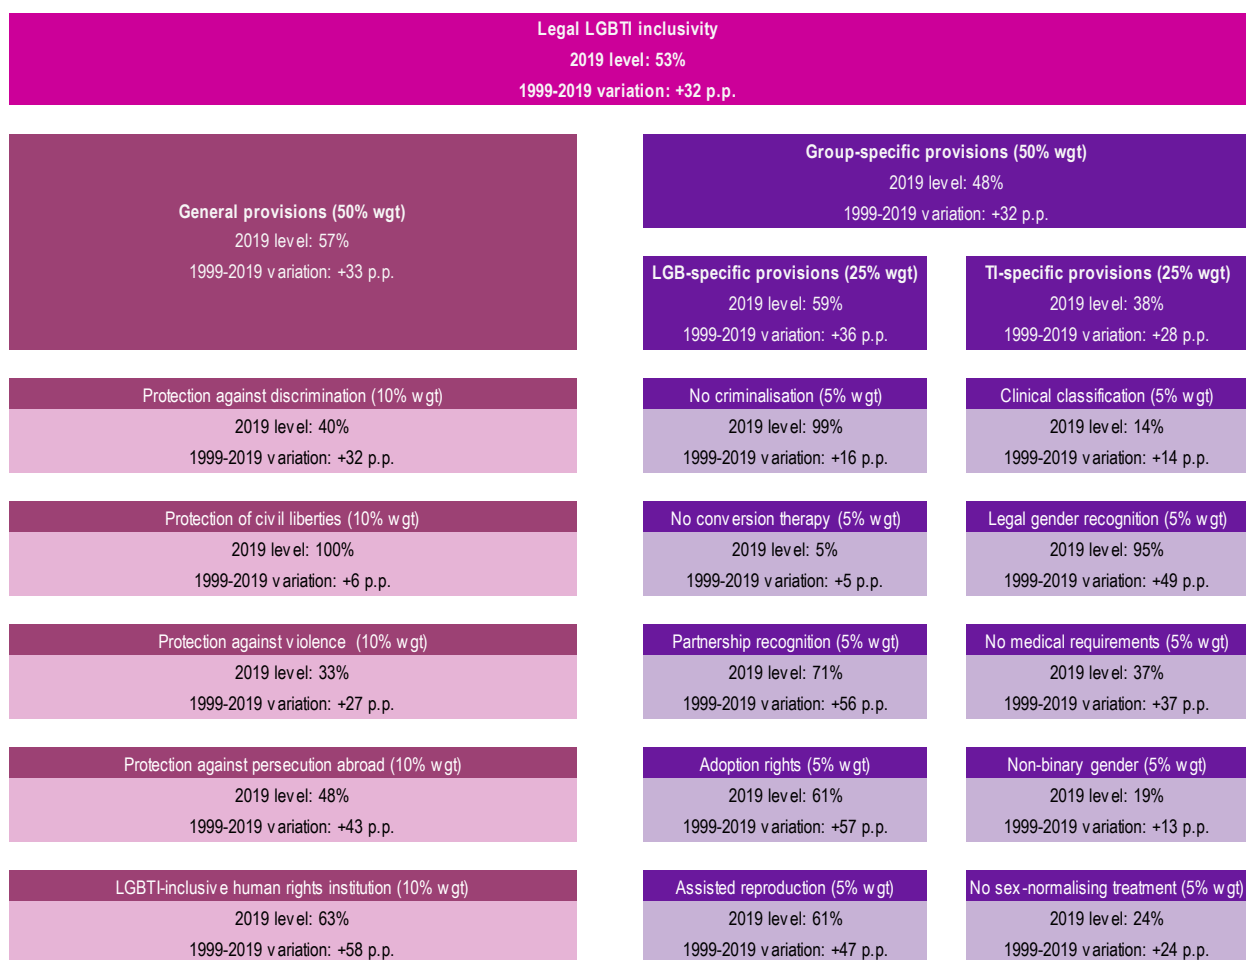 Legal LGBTI inclusivity
2019 level: 53%
1999-2019 variation: +32 p.p.
General provisions (50% wgt)
2019 level: 57%
1999-2019 variation: +33 p.p.
Group-specific provisions (50% wgt)
2019 level: 48%
1999-2019 variation: +32 p.p.
LGB-specific provisions (25% wgt)
2019 level: 59%
1999-2019 variation: +36 p.p.
TI-specific provisions (25% wgt)
2019 level: 38%
1999-2019 variation: +28 p.p.
Protection against discrimination (10% wgt)
2019 level: 40%
1999-2019 variation: +32 p.p.
No criminalisation (5% wgt)
2019 level: 99%
1999-2019 variation: +16 p.p.
Clinical classification (5% wgt)
2019 level: 14%
1999-2019 variation: +14 p.p.
Protection of civil liberties (10% wgt)
2019 level: 100%
1999-2019 variation: +6 p.p.
No conversion therapy (5% wgt)
2019 level: 5%
1999-2019 variation: +5 p.p.
Legal gender recognition (5% wgt)
2019 level: 95%
1999-2019 variation: +49 p.p.
Protection against violence (10% wgt)
2019 level: 33%
1999-2019 variation: +27 p.p.
Partnership recognition (5% wgt)
2019 level: 71%
1999-2019 variation: +56 p.p.
No medical requirements (5% wgt)
2019 level: 37%
1999-2019 variation: +37 p.p.
Protection against persecution abroad (10% wgt)
2019 level: 48%
1999-2019 variation: +43 p.p.
Adoption rights (5% wgt)
2019 level: 61%
1999-2019 variation: +57 p.p.
Non-binary gender (5% wgt)
2019 level: 19%
1999-2019 variation: +13 p.p.
LGBTI-inclusive human rights institution (10% wgt)
2019 level: 63%
1999-2019 variation: +58 p.p.
Assisted reproduction (5% wgt)
2019 level: 61%
1999-2019 variation: +47 p.p.
No sex-normalising treatment (5% wgt)
2019 level: 24%
1999-2019 variation: +24 p.p.